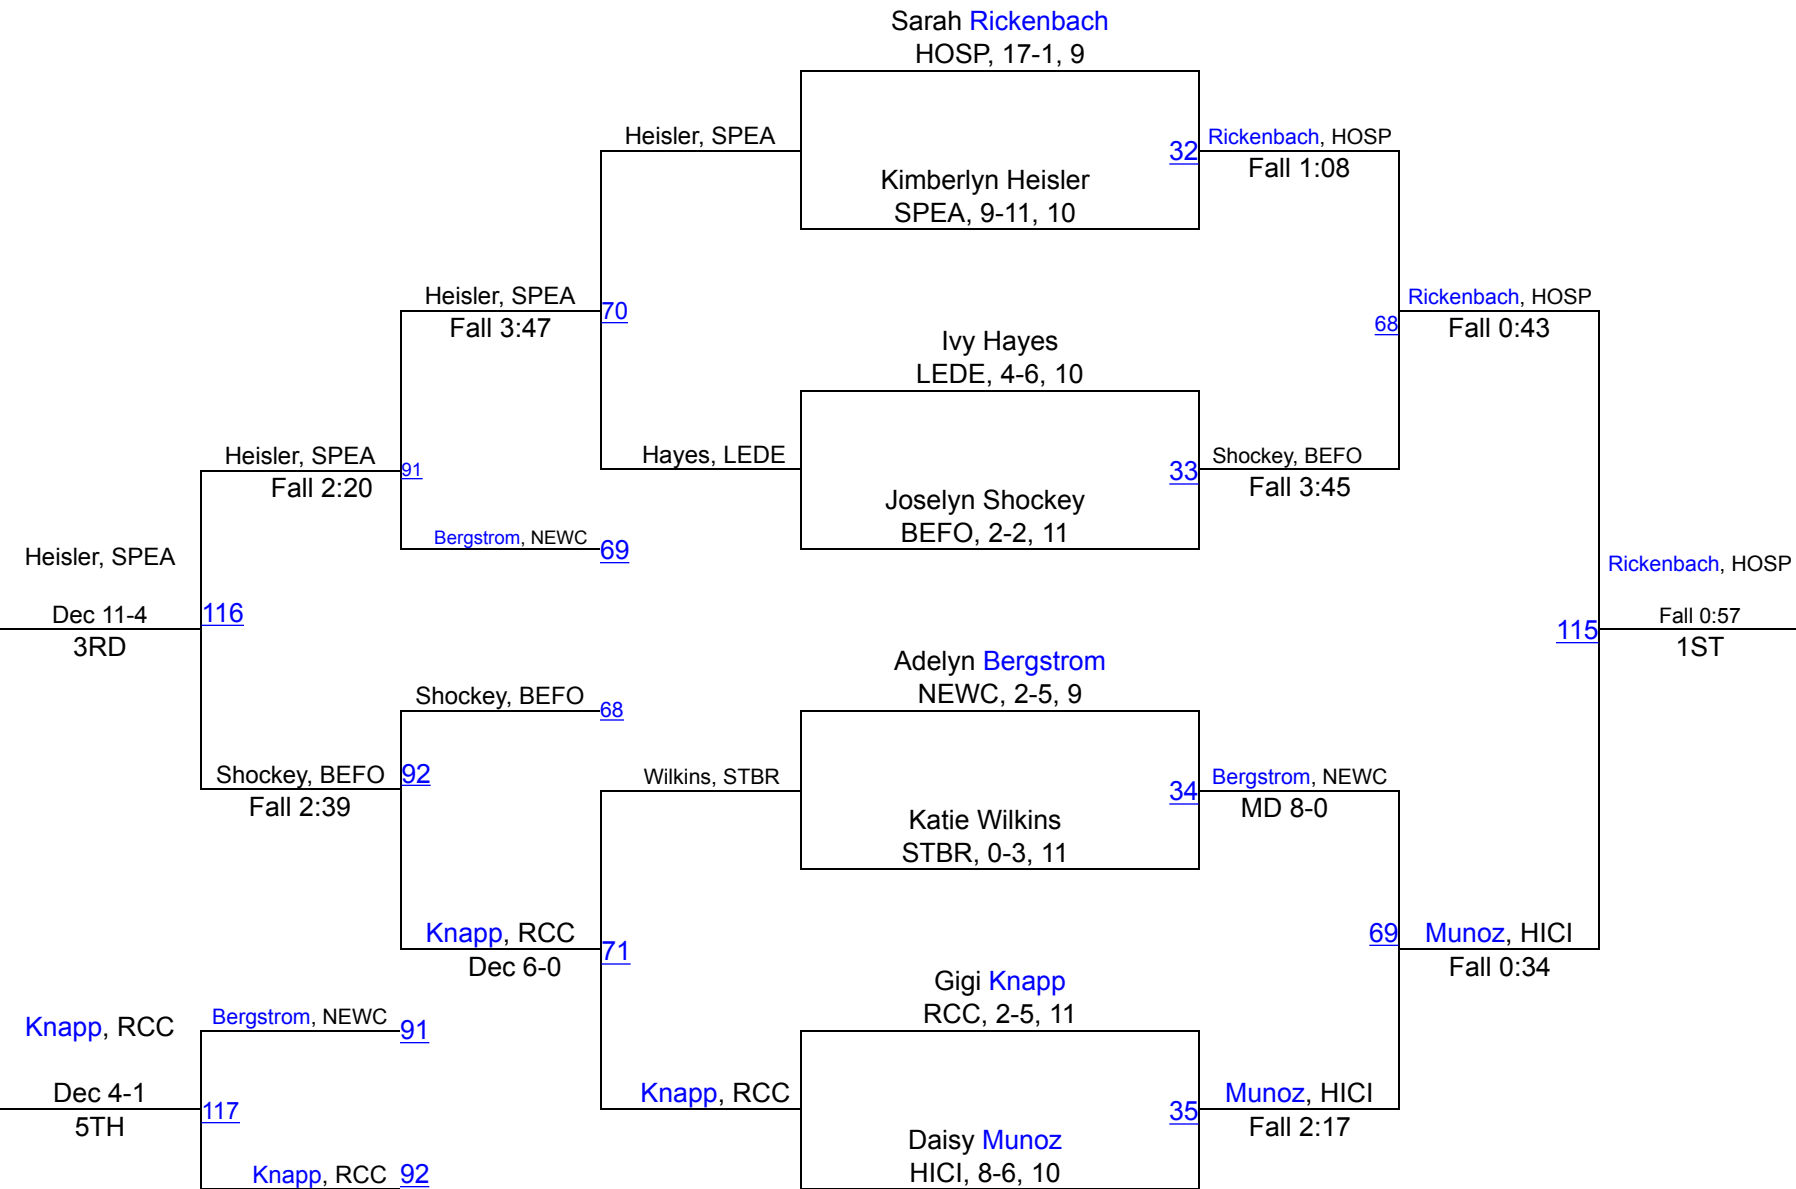 Sarah Rickenbach
HOSP, 17-1, 9
Heisler, SPEA
32
Rickenbach, HOSP
Fall 1:08
Kimberlyn Heisler
SPEA, 9-11, 10
Heisler, SPEA
Fall 3:47
70
68
Rickenbach, HOSP
Fall 0:43
Ivy Hayes
LEDE, 4-6, 10
Heisler, SPEA
Fall 2:20
91
Hayes, LEDE
33
Shockey, BEFO
Fall 3:45
Joselyn Shockey
BEFO, 2-2, 11
Bergstrom, NEWC
69
Heisler, SPEA
Dec 11-4
3RD
116
Rickenbach, HOSP
115
Fall 0:57
1ST
Adelyn Bergstrom
NEWC, 2-5, 9
Shockey, BEFO
68
Shockey, BEFO
Fall 2:39
92
Wilkins, STBR
34
Bergstrom, NEWC
MD 8-0
Katie Wilkins
STBR, 0-3, 11
Knapp, RCC
Dec 6-0
71
69
Munoz, HICI
Fall 0:34
Gigi Knapp
RCC, 2-5, 11
Knapp, RCC
Bergstrom, NEWC
91
Dec 4-1
5TH
117
Knapp, RCC
35
Munoz, HICI
Fall 2:17
Daisy Munoz
HICI, 8-6, 10
Knapp, RCC
92